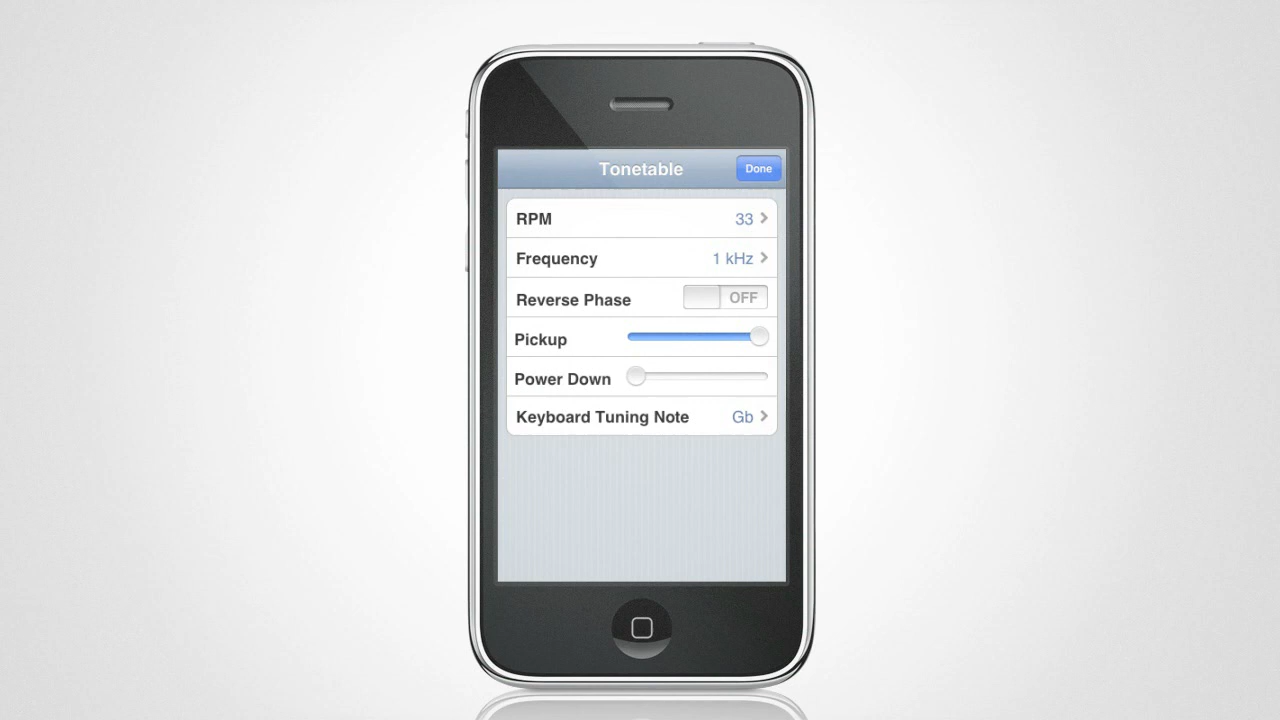 Tonetable Done
RPM 33
Frequency 1 kHz
Reverse Phase OFF
Pickup
Power Down
Keyboard Tuning Note Gb